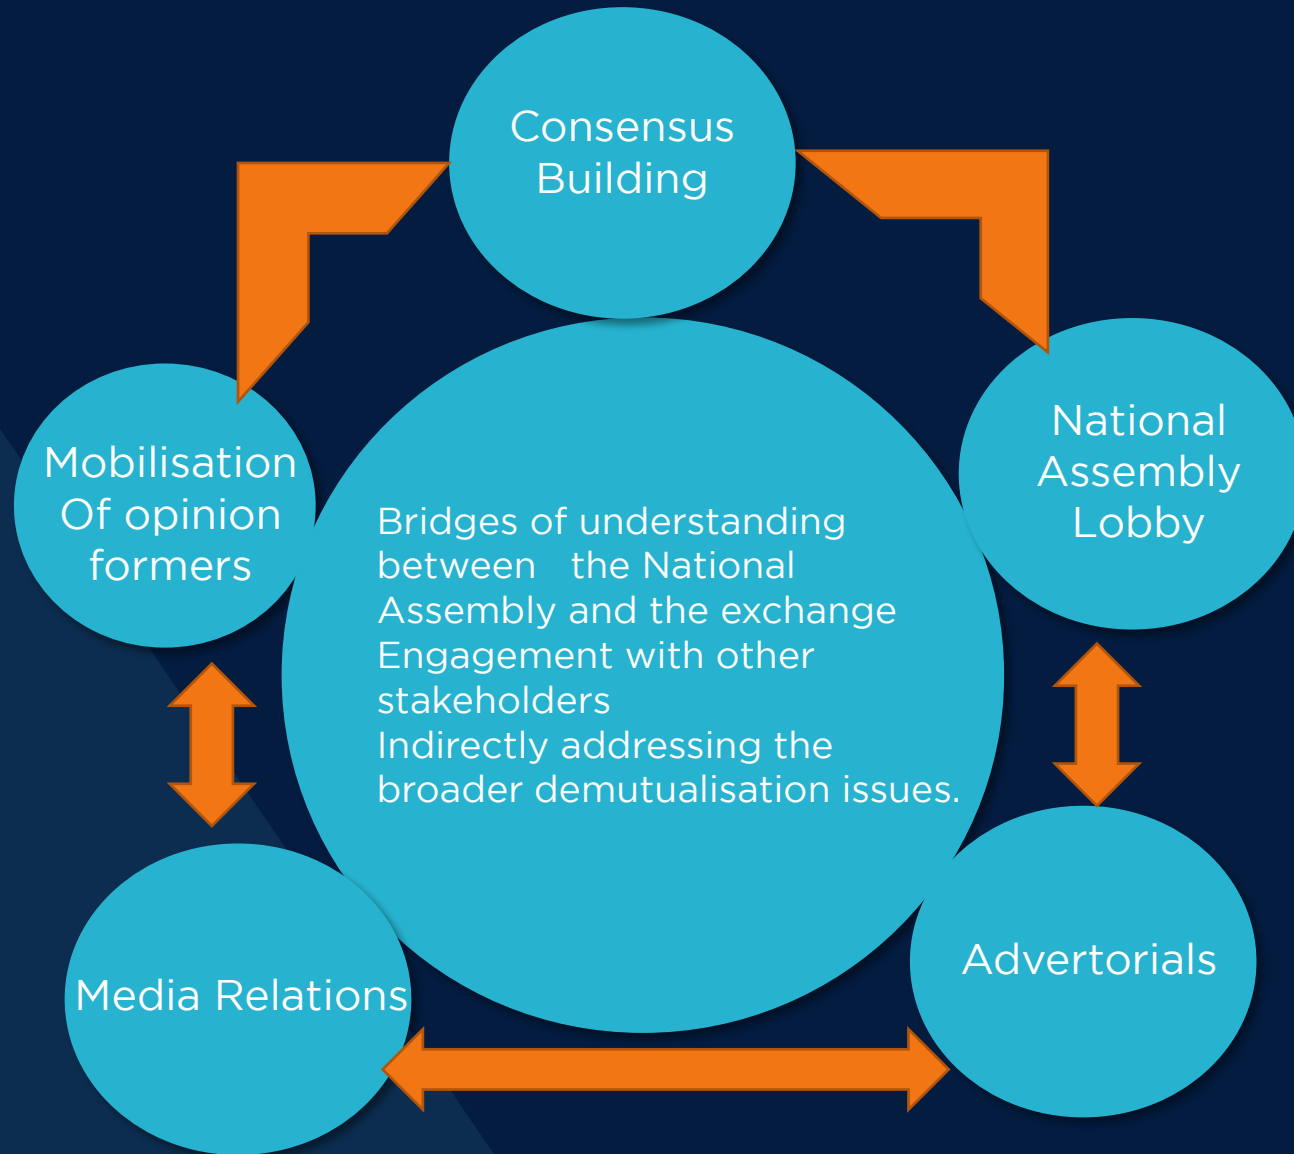 Consensus
Building
National
Assembly
Lobby
Mobilisation
Of opinion
formers
Bridges of understanding
between   the National
Assembly and the exchange
Engagement with other
stakeholders
Indirectly addressing the
broader demutualisation issues.
Advertorials
Media Relations